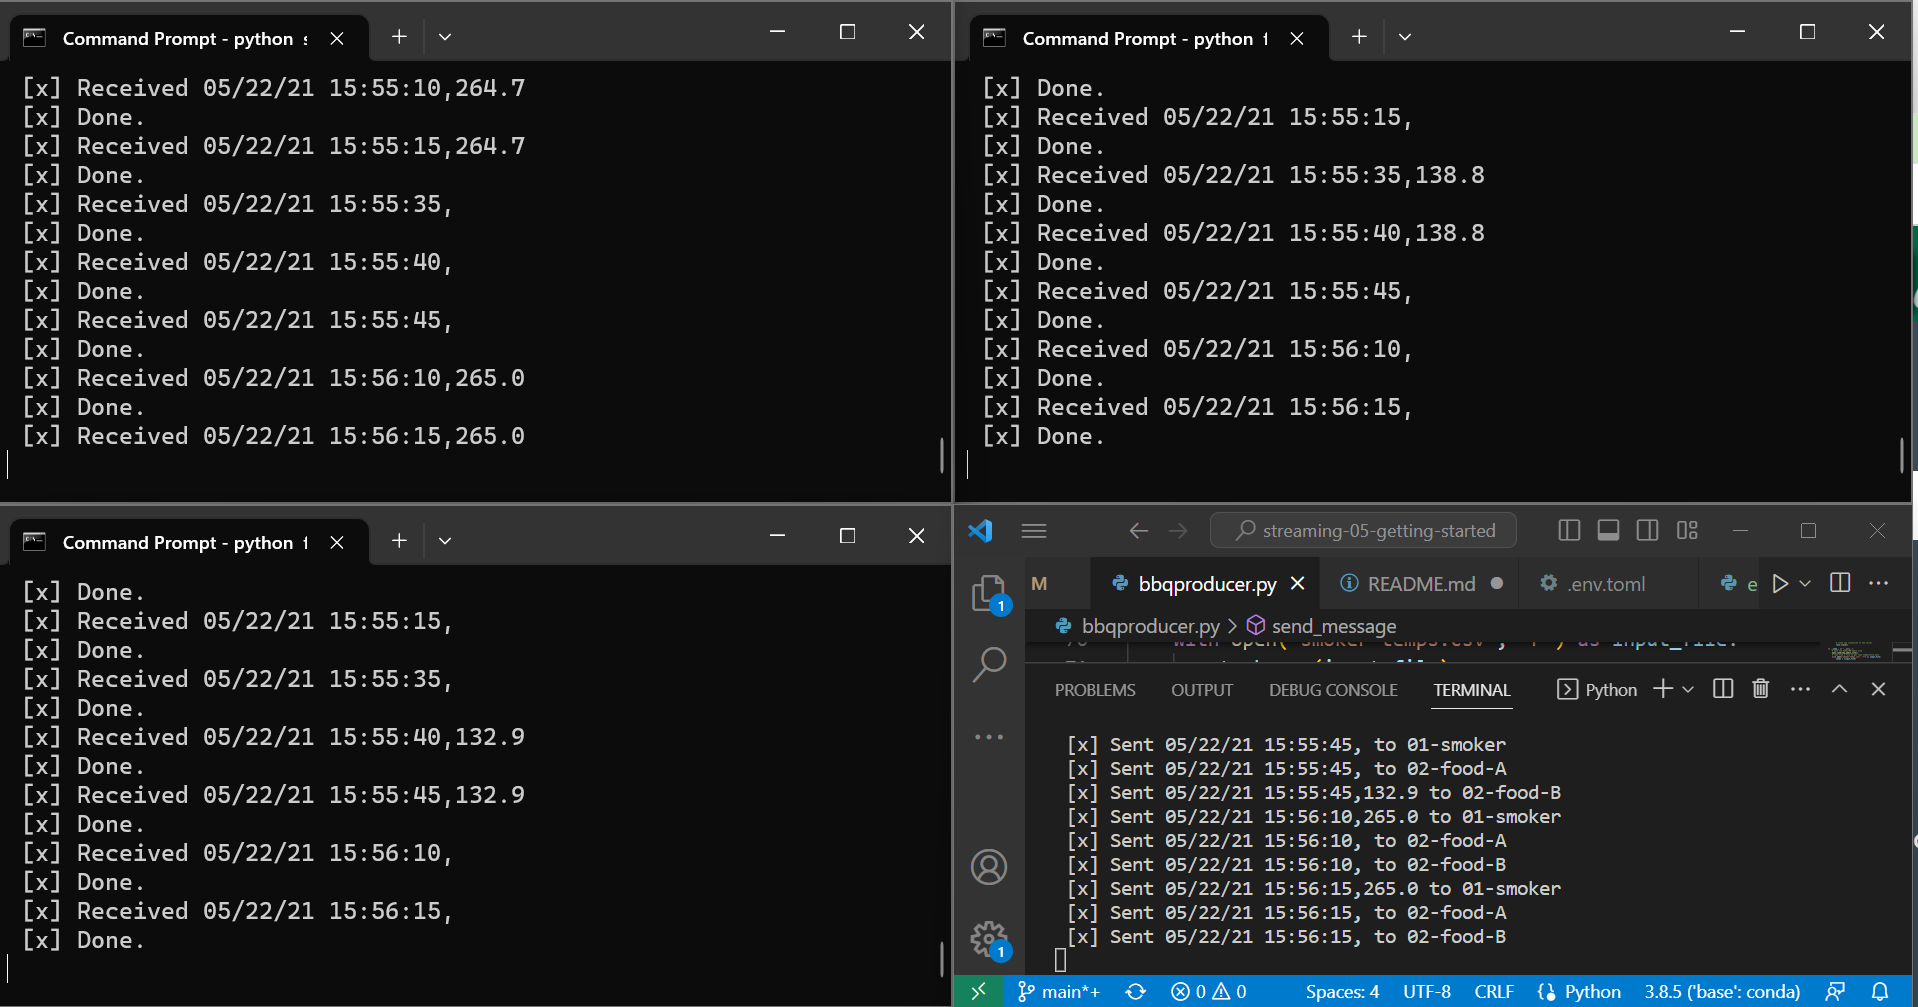 Command Prompt - python s
[x] Received 05/22/21 15:55:10,264.7
[x] Done.
[x] Received 05/22/21 15:55:15,264.7
[x] Done.
[x] Received 05/22/21 15:55:35,
[x] Done.
[x] Received 05/22/21 15:55:40,
[x] Done.
[x] Received 05/22/21 15:55:45,
[x] Done.
[x] Received 05/22/21 15:56:10,265.0
[x] Done.
[x] Received 05/22/21 15:56:15,265.0
Command Prompt - python f
[x] Done.
[x] Received 05/22/21 15:55:15,
[x] Done.
[x] Received 05/22/21 15:55:35,138.8
[x] Done.
[x] Received 05/22/21 15:55:40,138.8
[x] Done.
[x] Received 05/22/21 15:55:45,
[x] Done.
[x] Received 05/22/21 15:56:10,
[x] Done.
[x] Received 05/22/21 15:56:15,
[x] Done.
Command Prompt - python f
[x] Done.
[x] Received 05/22/21 15:55:15,
[x] Done.
[x] Received 05/22/21 15:55:35,
[x] Done.
[x] Received 05/22/21 15:55:40,132.9
[x] Done.
[x] Received 05/22/21 15:55:45,132.9
[x] Done.
[x] Received 05/22/21 15:56:10,
[x] Done.
[x] Received 05/22/21 15:56:15,
[x] Done.
streaming-05-getting-started
M bbqproducer.py README.md .env.toml e
bbqproducer.py > send_message
1
PROBLEMS OUTPUT DEBUG CONSOLE TERMINAL Python
[x] Sent 05/22/21 15:55:45, to 01-smoker
[x] Sent 05/22/21 15:55:45, to 02-food-A
[x] Sent 05/22/21 15:55:45,132.9 to 02-food-B
[x] Sent 05/22/21 15:56:10,265.0 to 01-smoker
[x] Sent 05/22/21 15:56:10, to 02-food-A
[x] Sent 05/22/21 15:56:10, to 02-food-B
[x] Sent 05/22/21 15:56:15,265.0 to 01-smoker
[x] Sent 05/22/21 15:56:15, to 02-food-A
[x] Sent 05/22/21 15:56:15, to 02-food-B
1
main*+ 0 0 Spaces: 4 UTF-8 CRLF Python 3.8.5 ('base': conda)